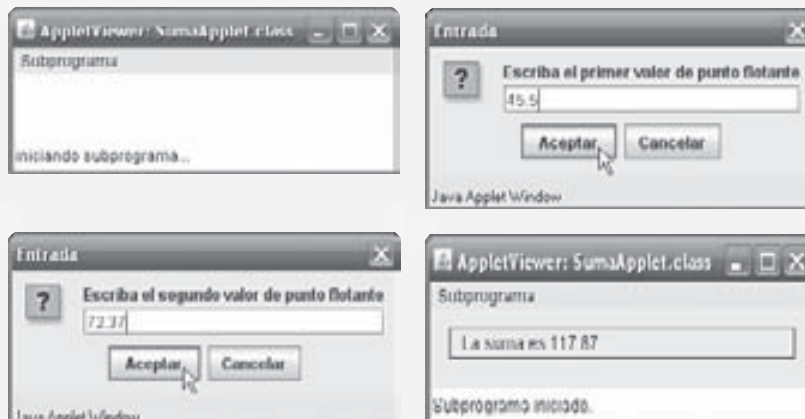 AppletViewer: SumaApplet.class
Subprograma
iniciando subprograma...
Entrada
?
Escriba el primer valor de punto flotante
45.5
Aceptar
Cancelar
Java Applet Window
Entrada
?
Escriba el segundo valor de punto flotante
72.37
Aceptar
Cancelar
Java Applet Window
AppletViewer: SumaApplet.class
Subprograma
La suma es 117.87
Subprograma iniciado.